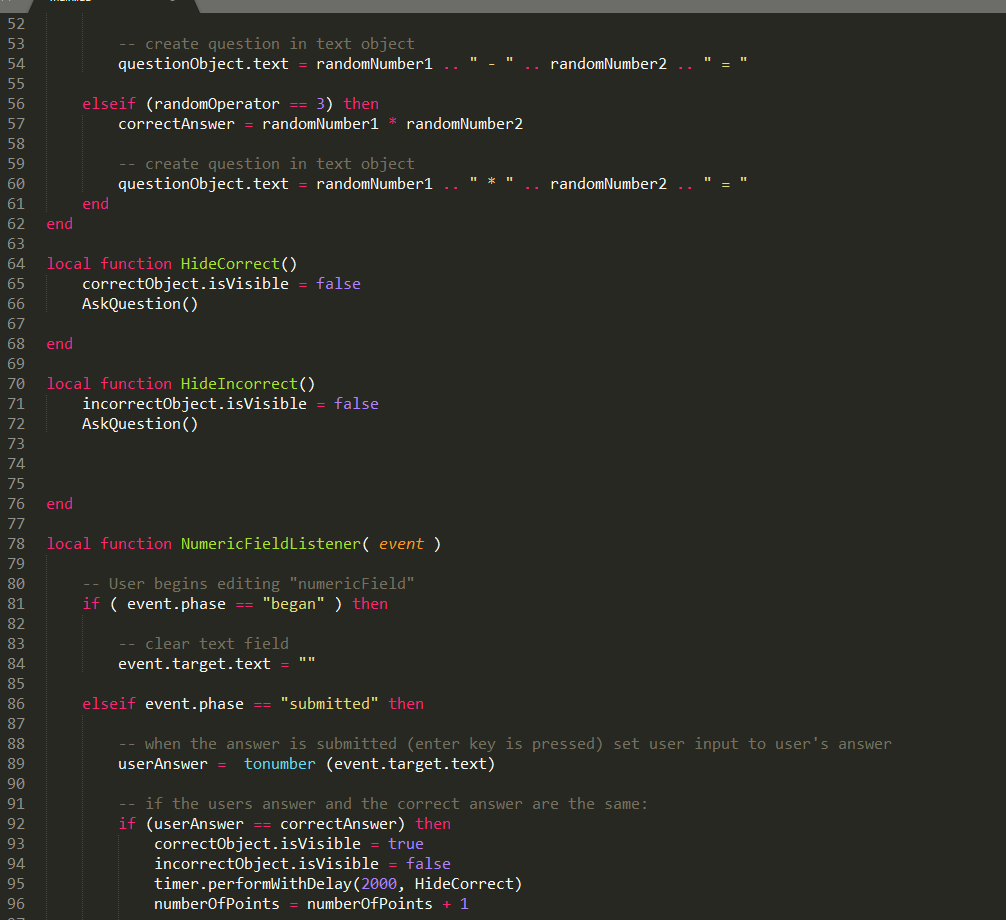 52
53 -- create question in text object
54 questionObject.text = randomNumber1 .. " - " .. randomNumber2 .. " = "
55
56 elseif (randomOperator == 3) then
57 correctAnswer = randomNumber1 * randomNumber2
58
59 -- create question in text object
60 questionObject.text = randomNumber1 .. " * " .. randomNumber2 .. " = "
61 end
62 end
63
64 local function HideCorrect()
65 correctObject.isVisible = false
66 AskQuestion()
67
68 end
69
70 local function HideIncorrect()
71 incorrectObject.isVisible = false
72 AskQuestion()
73
74
75
76 end
77
78 local function NumericFieldListener( event )
79
80 -- User begins editing "numericField"
81 if ( event.phase == "began" ) then
82
83 -- clear text field
84 event.target.text = ""
85
86 elseif event.phase == "submitted" then
87
88 -- when the answer is submitted (enter key is pressed) set user input to user's answer
89 userAnswer = tonumber (event.target.text)
90
91 -- if the users answer and the correct answer are the same:
92 if (userAnswer == correctAnswer) then
93 correctObject.isVisible = true
94 incorrectObject.isVisible = false
95 timer.performWithDelay(2000, HideCorrect)
96 numberOfPoints = numberOfPoints + 1